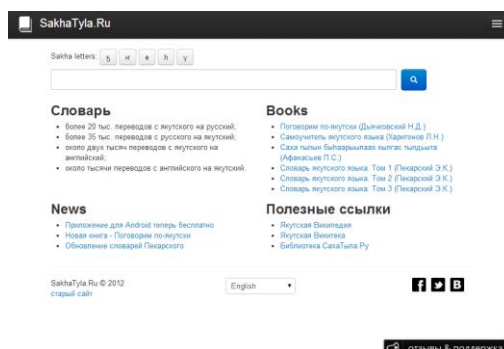 SakhaTyla.Ru
Sakha letters: ҕ ҥ ө һ ү
Словарь
более 20 тыс. переводов с якутского на русский;
более 35 тыс. переводов с русского на якутский;
около двух тысяч переводов с якутского на
английский;
около тысячи переводов с английского на якутский.
Books
Поговорим по-якутски (Дьячковский Н.Д.)
Самоучитель якутского языка (Харитонов Л.Н.)
Саха тылын быһаарыылаах кылгас тылдьыта
(Афанасьев П.С.)
Словарь якутского языка. Том 1 (Пекарский Э.К.)
Словарь якутского языка. Том 2 (Пекарский Э.К.)
Словарь якутского языка. Том 3 (Пекарский Э.К.)
News
Приложение для Android теперь бесплатно
Новая книга - Поговорим по-якутски
Обновление словарей Пекарского
Полезные ссылки
Якутская Википедия
Якутская Викитека
Библиотека СахаТыла.Ру
SakhaTyla.Ru © 2012
старый сайт
English
отзывы & поддержка